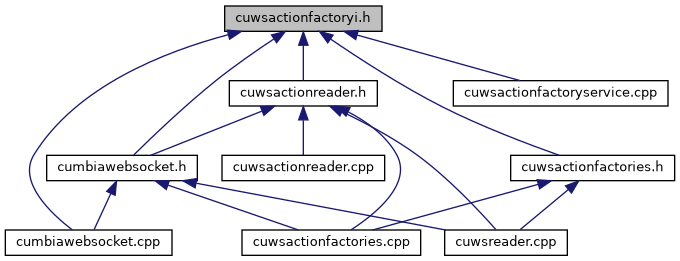 cuwsactionfactoryi.h
cuwsactionreader.h
cuwsactionfactoryservice.cpp
cumbiawebsocket.h
cuwsactionreader.cpp
cuwsactionfactories.h
cumbiawebsocket.cpp
cuwsactionfactories.cpp
cuwsreader.cpp